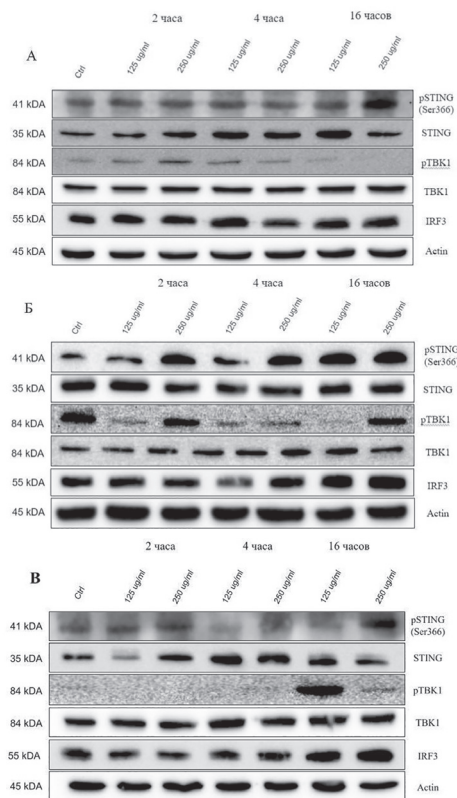 2 часа 4 часа 16 часов
А
Ctrl 125 ug/ml 250 ug/ml 125 ug/ml 250 ug/ml 125 ug/ml 250 ug/ml
41 kDA pSTING
(Ser366)
35 kDA STING
84 kDA pTBK1
84 kDA TBK1
55 kDA IRF3
45 kDA Actin
2 часа 4 часа 16 часов
Б
Ctrl 125 ug/ml 250 ug/ml 125 ug/ml 250 ug/ml 125 ug/ml 250 ug/ml
41 kDA pSTING
(Ser366)
35 kDA STING
84 kDA pTBK1
84 kDA TBK1
55 kDA IRF3
45 kDA Actin
2 часа 4 часа 16 часов
В
Ctrl 125 ug/ml 250 ug/ml 125 ug/ml 250 ug/ml 125 ug/ml 250 ug/ml
41 kDA pSTING
(Ser366)
35 kDA STING
84 kDA pTBK1
84 kDA TBK1
55 kDA IRF3
45 kDA Actin